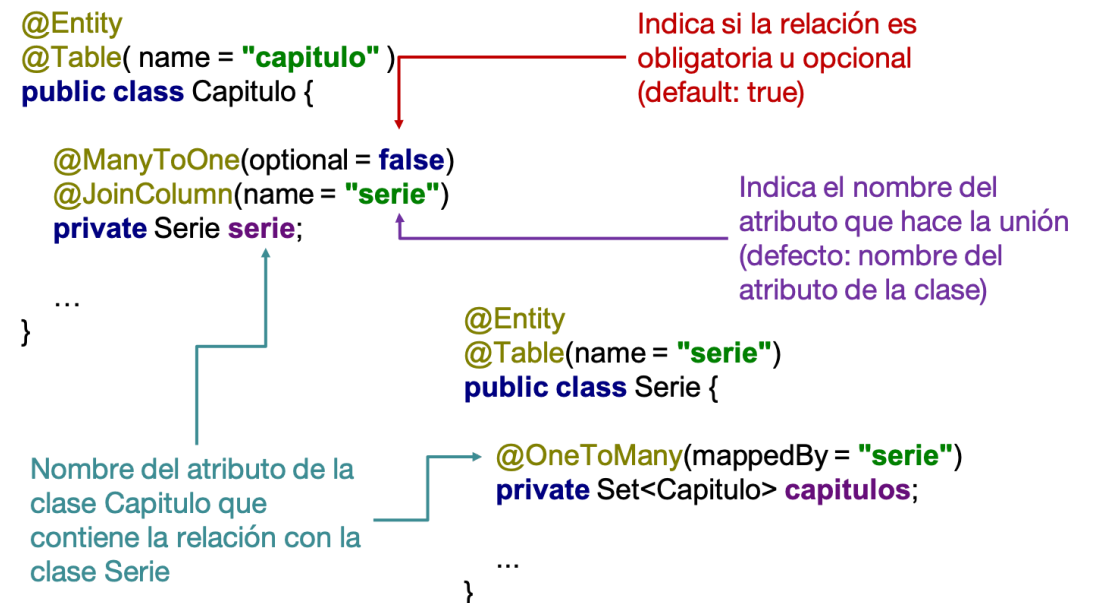 @Entity
@Table( name = "capitulo" )
public class Capitulo {
@ManyToOne(optional = false)
@JoinColumn(name = "serie")
private Serie serie;
...
}
Indica si la relación es
obligatoria u opcional
(default: true)
Indica el nombre del
atributo que hace la unión
(defecto: nombre del
atributo de la clase)
@Entity
@Table(name = "serie")
public class Serie {
@OneToMany(mappedBy = "serie")
private Set<Capitulo> capitulos;
...
}
Nombre del atributo de la
clase Capitulo que
contiene la relación con la
clase Serie